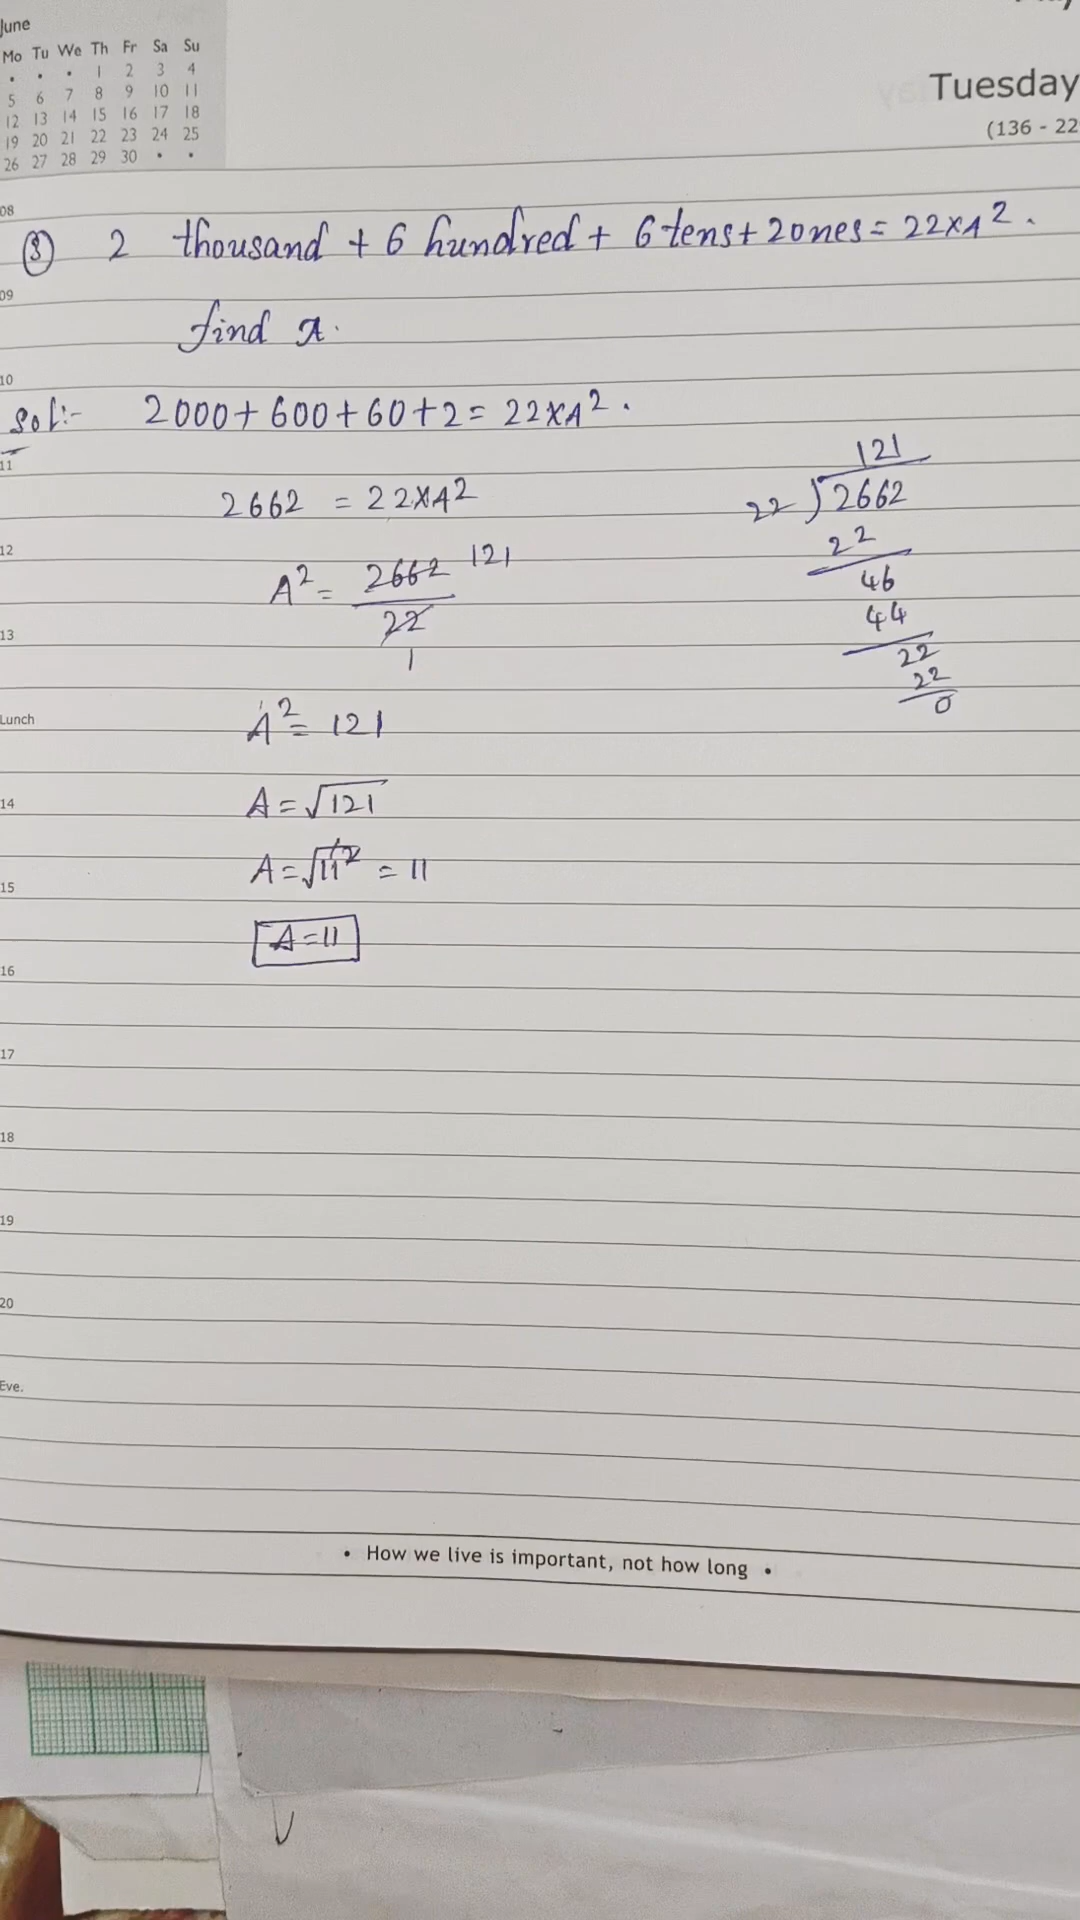 June
Mo Tu We Th Fr Sa Su
• • • 1 2 3 4
5 6 7 8 9 10 11
12 13 14 15 16 17 18
19 20 21 22 23 24 25
26 27 28 29 30 • •
Tuesday
(136 - 22
08
③ 2 thousand + 6 hundred + 6 tens + 2 ones = 22×A².
09
find A.
10
Sol:- 2000 + 600 + 60 + 2 = 22×A².
11
2662 = 22×A²
12
A² = 2662 121
22
1
13
121
22 ) 2662
22
46
44
22
22
0
Lunch
A² = 121
14
A = √121
A = √11² = 11
15
A = 11
16
17
18
19
20
Eve.
• How we live is important, not how long •